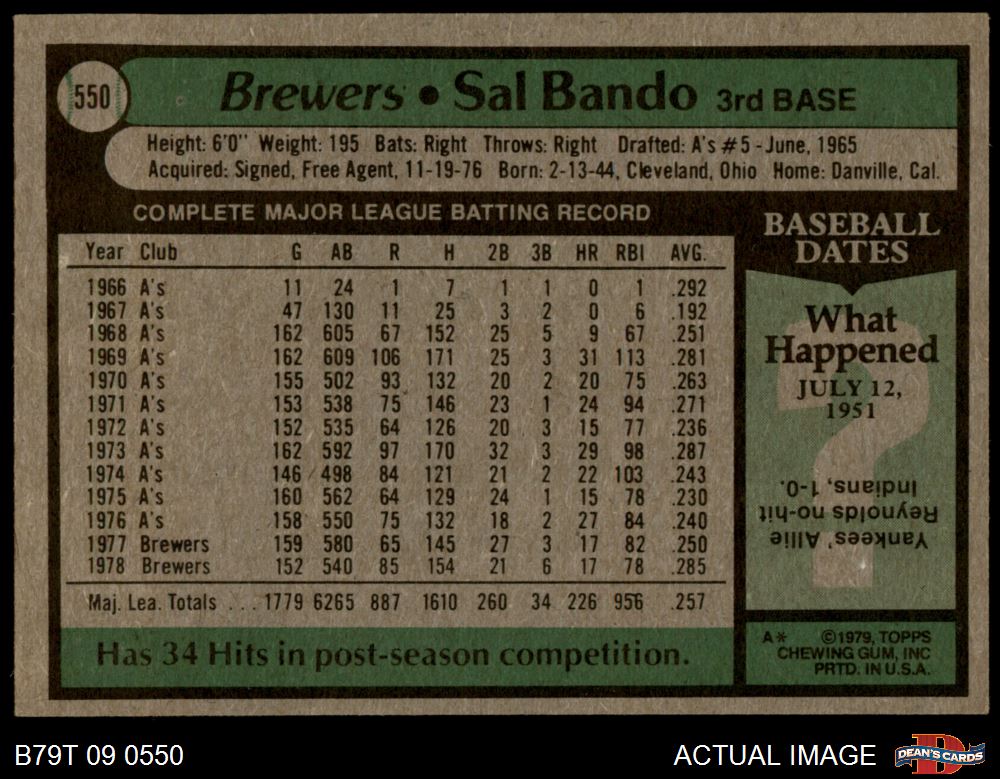 550
Brewers • Sal Bando 3rd BASE
Height: 6'0" Weight: 195 Bats: Right Throws: Right Drafted: A's #5 - June, 1965
Acquired: Signed, Free Agent, 11-19-76 Born: 2-13-44, Cleveland, Ohio Home: Danville, Cal.
COMPLETE MAJOR LEAGUE BATTING RECORD
Year Club G AB R H 2B 3B HR RBI AVG.
1966 A's 11 24 1 7 1 1 0 1 .292
1967 A's 47 130 11 25 3 2 0 6 .192
1968 A's 162 605 67 152 25 5 9 67 .251
1969 A's 162 609 106 171 25 3 31 113 .281
1970 A's 155 502 93 132 20 2 20 75 .263
1971 A's 153 538 75 146 23 1 24 94 .271
1972 A's 152 535 64 126 20 3 15 77 .236
1973 A's 162 592 97 170 32 3 29 98 .287
1974 A's 146 498 84 121 21 2 22 103 .243
1975 A's 160 562 64 129 24 1 15 78 .230
1976 A's 158 550 75 132 18 2 27 84 .240
1977 Brewers 159 580 65 145 27 3 17 82 .250
1978 Brewers 152 540 85 154 21 6 17 78 .285
Maj. Lea. Totals ... 1779 6265 887 1610 260 34 226 956 .257
Has 34 Hits in post-season competition.
BASEBALL
DATES
What
Happened
JULY 12,
1951
?
Yankees' Allie
Reynolds no-hit
Indians, 1-0.
A* ©1979, TOPPS
CHEWING GUM, INC
PRTD. IN U.S.A.
B79T 09 0550
ACTUAL IMAGE
D
DEAN'S CARDS